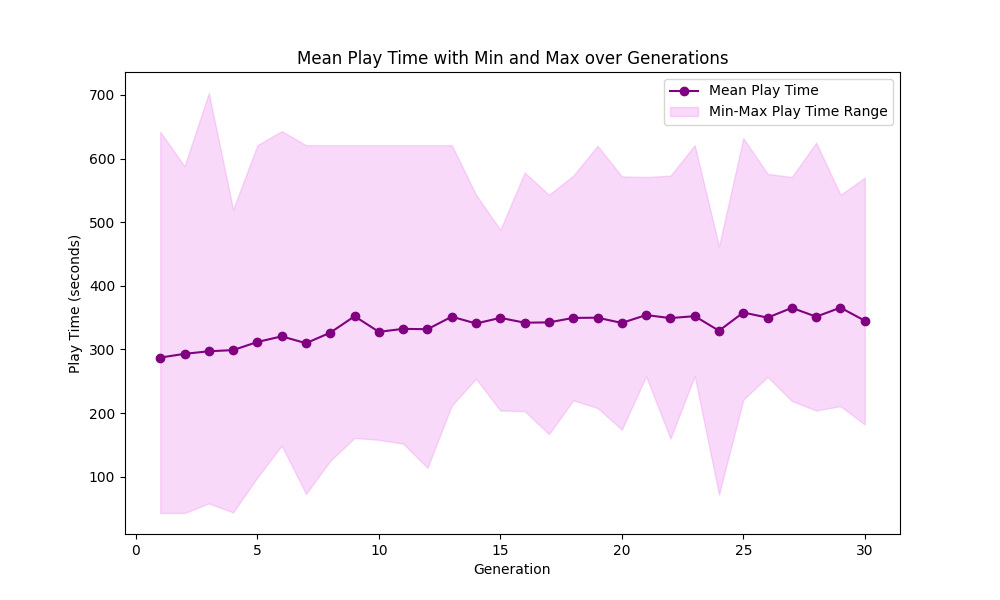 Mean Play Time with Min and Max over Generations
Mean Play Time
Min-Max Play Time Range
700
600
500
400
300
200
100
Play Time (seconds)
0 5 10 15 20 25 30
Generation